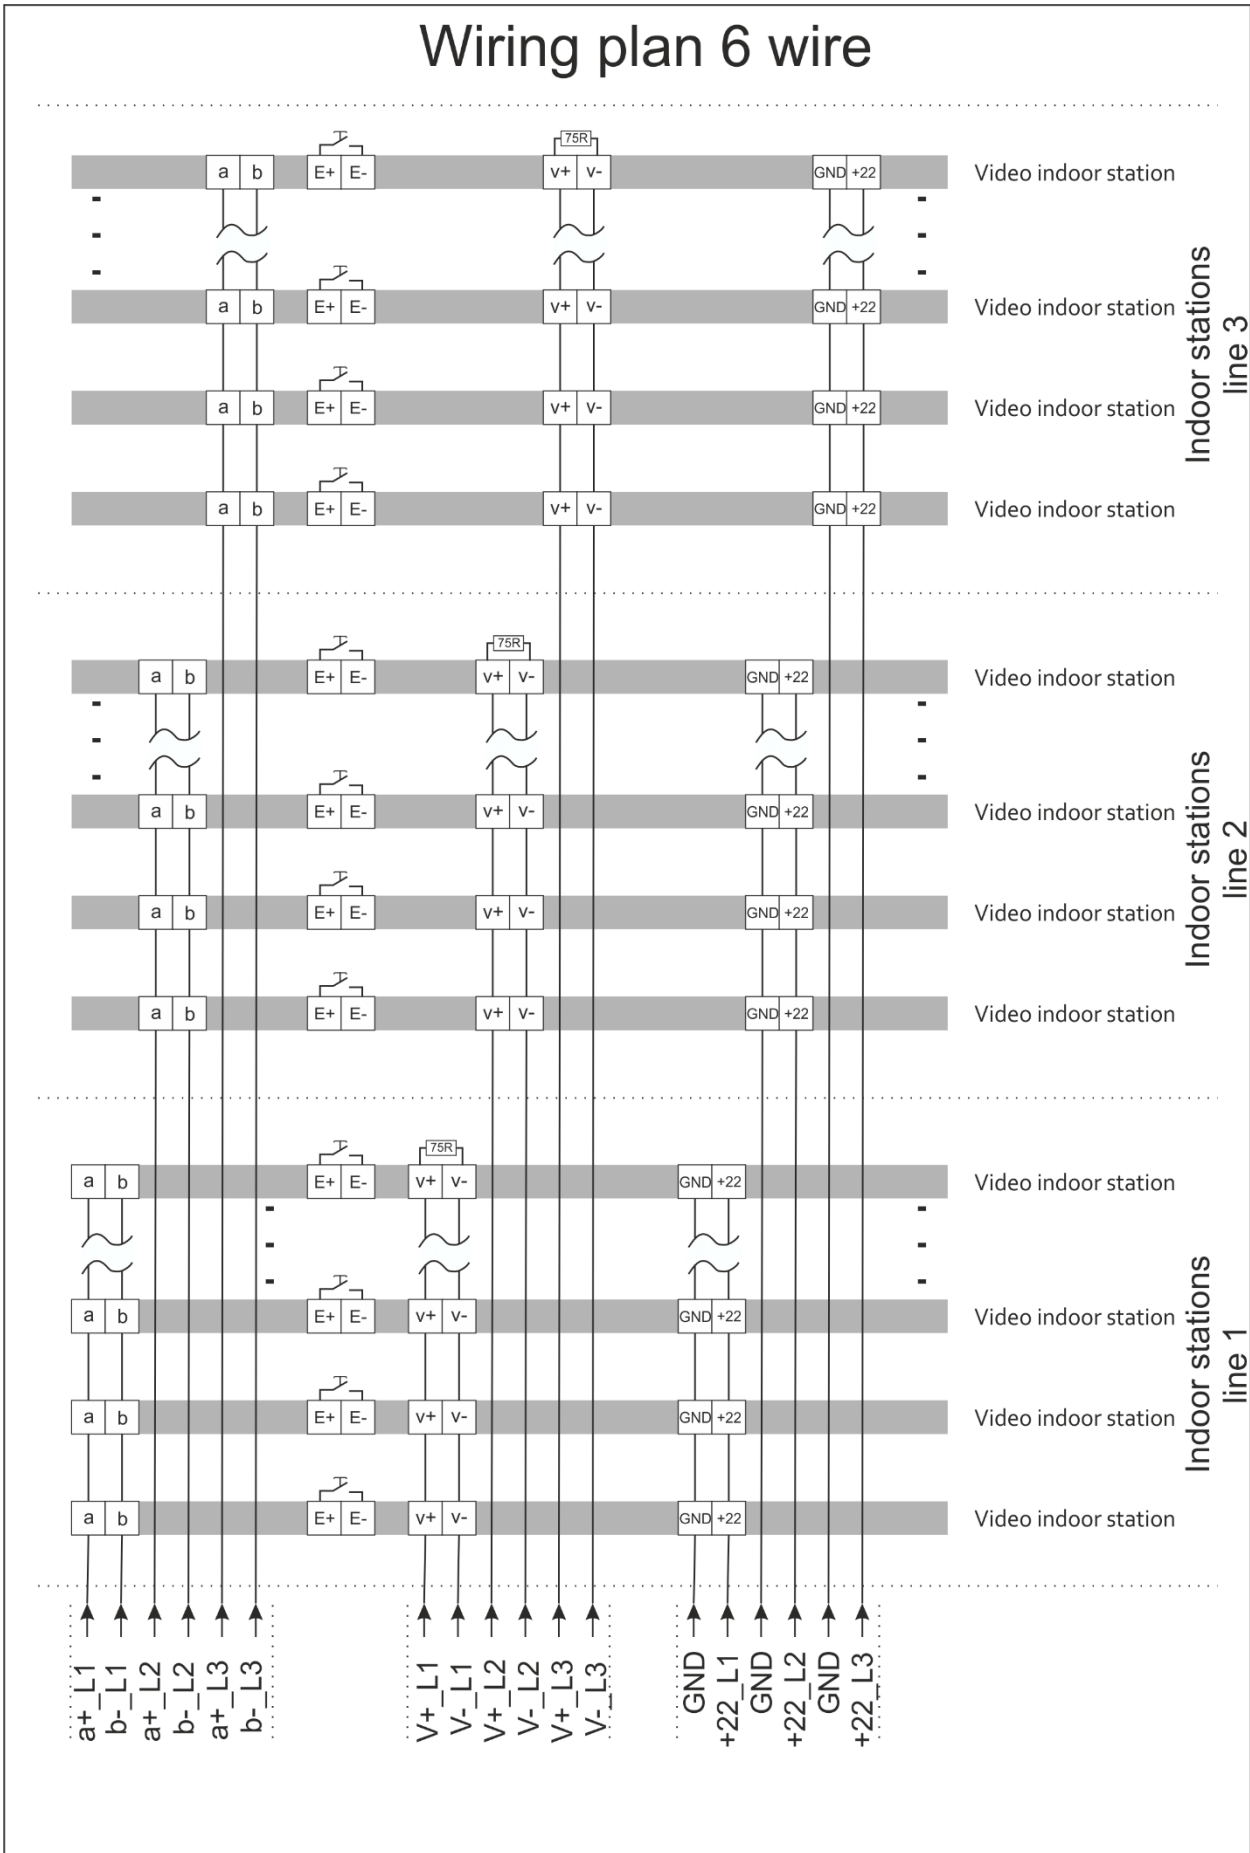 Wiring plan 6 wire
75R
a b E+ E- v+ v- GND +22 Video indoor station
a b E+ E- v+ v- GND +22 Video indoor station
a b E+ E- v+ v- GND +22 Video indoor station
a b E+ E- v+ v- GND +22 Video indoor station
Indoor stations
line 3
75R
a b E+ E- v+ v- GND +22 Video indoor station
a b E+ E- v+ v- GND +22 Video indoor station
a b E+ E- v+ v- GND +22 Video indoor station
a b E+ E- v+ v- GND +22 Video indoor station
Indoor stations
line 2
75R
a b E+ E- v+ v- GND +22 Video indoor station
a b E+ E- v+ v- GND +22 Video indoor station
a b E+ E- v+ v- GND +22 Video indoor station
a b E+ E- v+ v- GND +22 Video indoor station
Indoor stations
line 1
a+_L1
b-_L1
a+_L2
b-_L2
a+_L3
b-_L3
V+_L1
V-_L1
V+_L2
V-_L2
V+_L3
V-_L3
GND
+22_L1
GND
+22_L2
GND
+22_L3